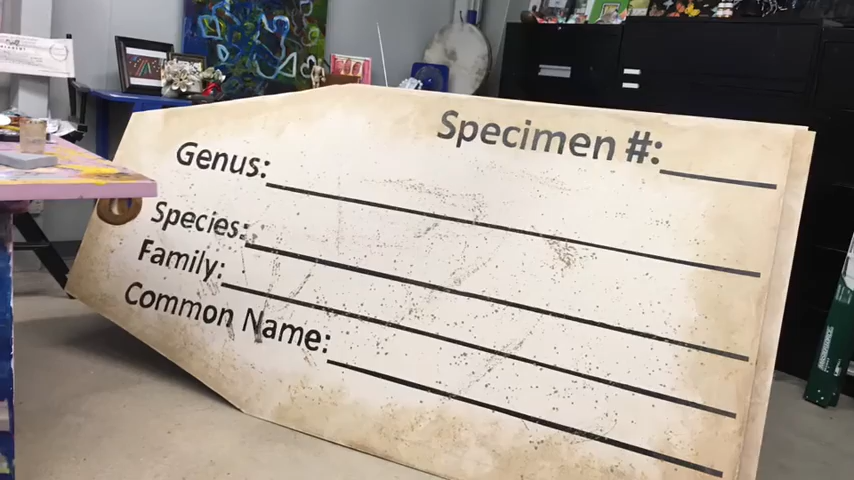 Specimen #:
Genus:
Species:
Family:
Common Name: